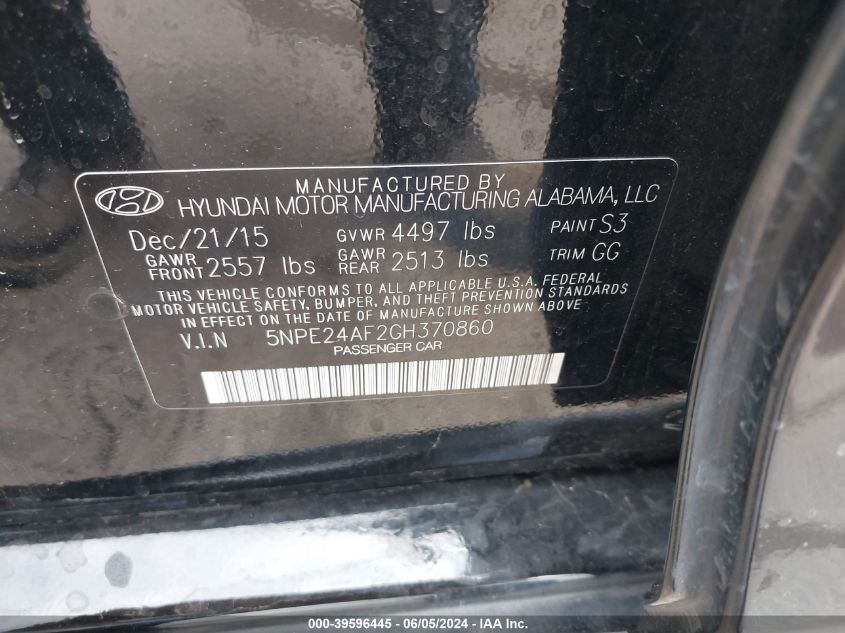 MANUFACTURED BY
HYUNDAI MOTOR MANUFACTURING ALABAMA, LLC
Dec/21/15 GVWR 4497 lbs PAINT S3
GAWR FRONT 2557 lbs GAWR REAR 2513 lbs TRIM GG
THIS VEHICLE CONFORMS TO ALL APPLICABLE U.S.A. FEDERAL
MOTOR VEHICLE SAFETY, BUMPER, AND THEFT PREVENTION STANDARDS
IN EFFECT ON THE DATE OF MANUFACTURE SHOWN ABOVE.
V.I.N 5NPE24AF2GH370860
PASSENGER CAR
000-39596445 - 06/05/2024 - IAA Inc.